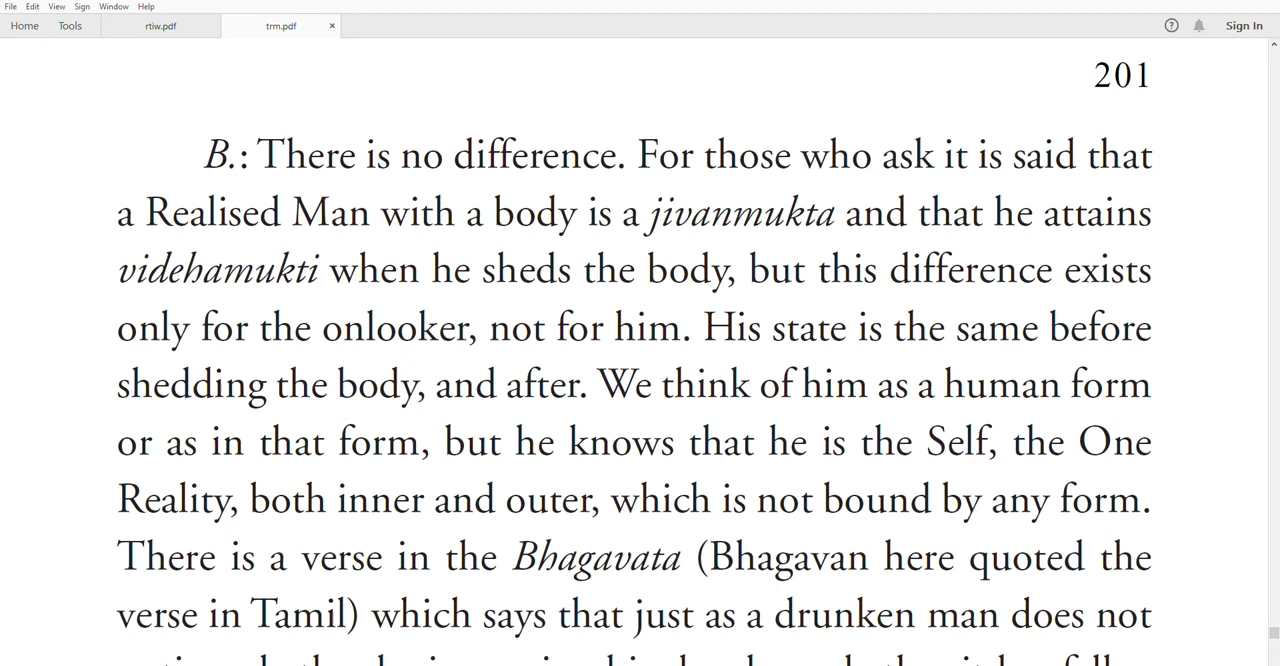 File Edit View Sign Window Help
Home Tools rtiw.pdf trm.pdf × ? Sign In
201
B.: There is no difference. For those who ask it is said that
a Realised Man with a body is a jivanmukta and that he attains
videhamukti when he sheds the body, but this difference exists
only for the onlooker, not for him. His state is the same before
shedding the body, and after. We think of him as a human form
or as in that form, but he knows that he is the Self, the One
Reality, both inner and outer, which is not bound by any form.
There is a verse in the Bhagavata (Bhagavan here quoted the
verse in Tamil) which says that just as a drunken man does not